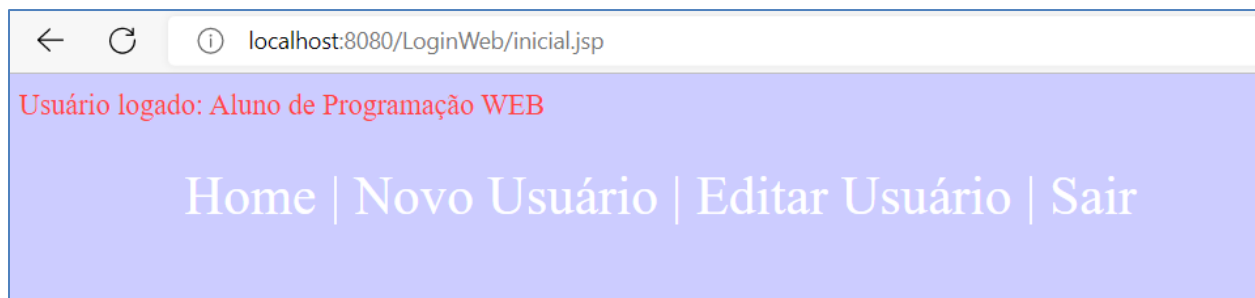 localhost:8080/LoginWeb/inicial.jsp
Usuário logado: Aluno de Programação WEB
Home | Novo Usuário | Editar Usuário | Sair